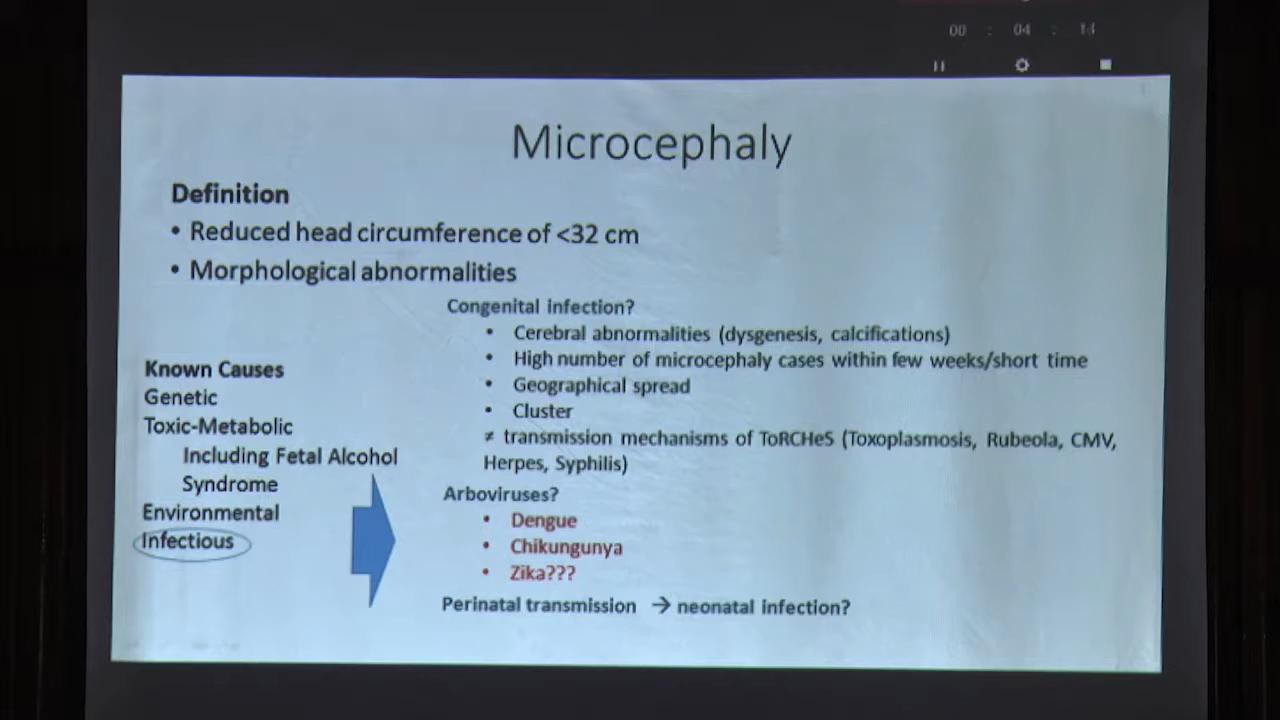 00 : 04 :
Microcephaly
Definition
• Reduced head circumference of <32 cm
• Morphological abnormalities
Congenital infection?
• Cerebral abnormalities (dysgenesis, calcifications)
• High number of microcephaly cases within few weeks/short time
• Geographical spread
• Cluster
≠ transmission mechanisms of ToRCHeS (Toxoplasmosis, Rubeola, CMV,
Herpes, Syphilis)
Known Causes
Genetic
Toxic-Metabolic
Including Fetal Alcohol
Syndrome
Environmental
Infectious
Arboviruses?
• Dengue
• Chikungunya
• Zika???
Perinatal transmission → neonatal infection?